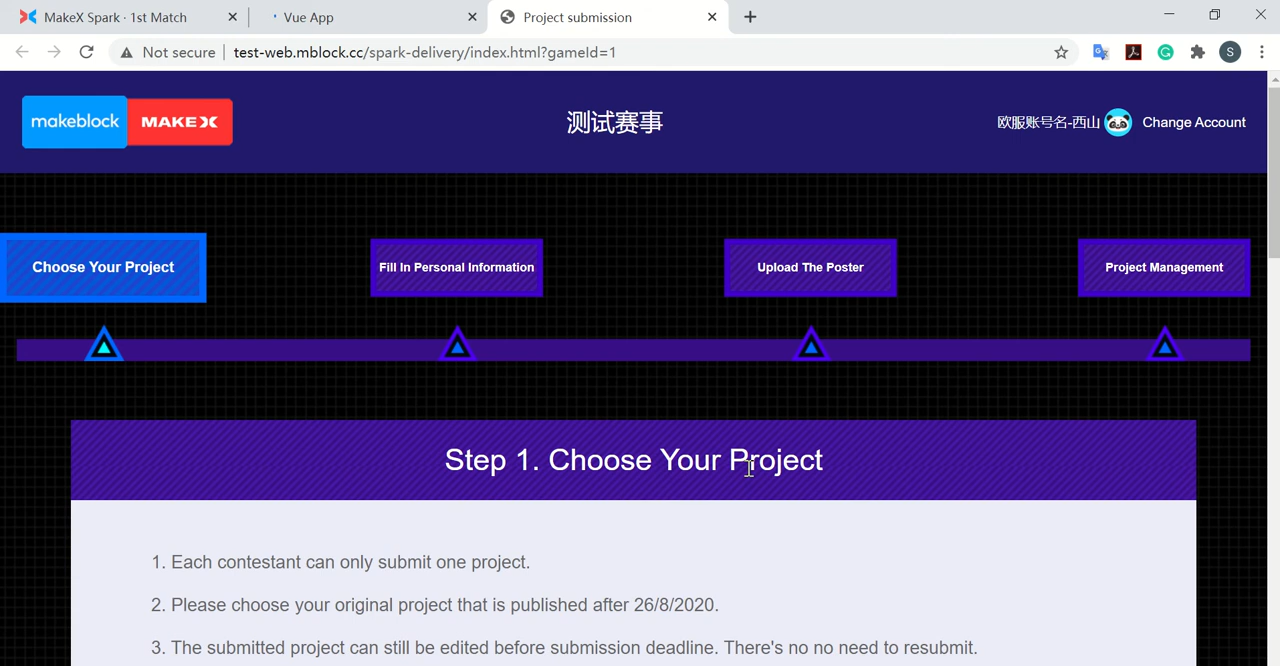 MakeX Spark · 1st Match
Vue App
Project submission
Not secure
test-web.mblock.cc/spark-delivery/index.html?gameId=1
S
makeblock
MAKEX
测试赛事
欧服账号名-西山
Change Account
Choose Your Project
Fill In Personal Information
Upload The Poster
Project Management
Step 1. Choose Your Project
1. Each contestant can only submit one project.
2. Please choose your original project that is published after 26/8/2020.
3. The submitted project can still be edited before submission deadline. There's no no need to resubmit.